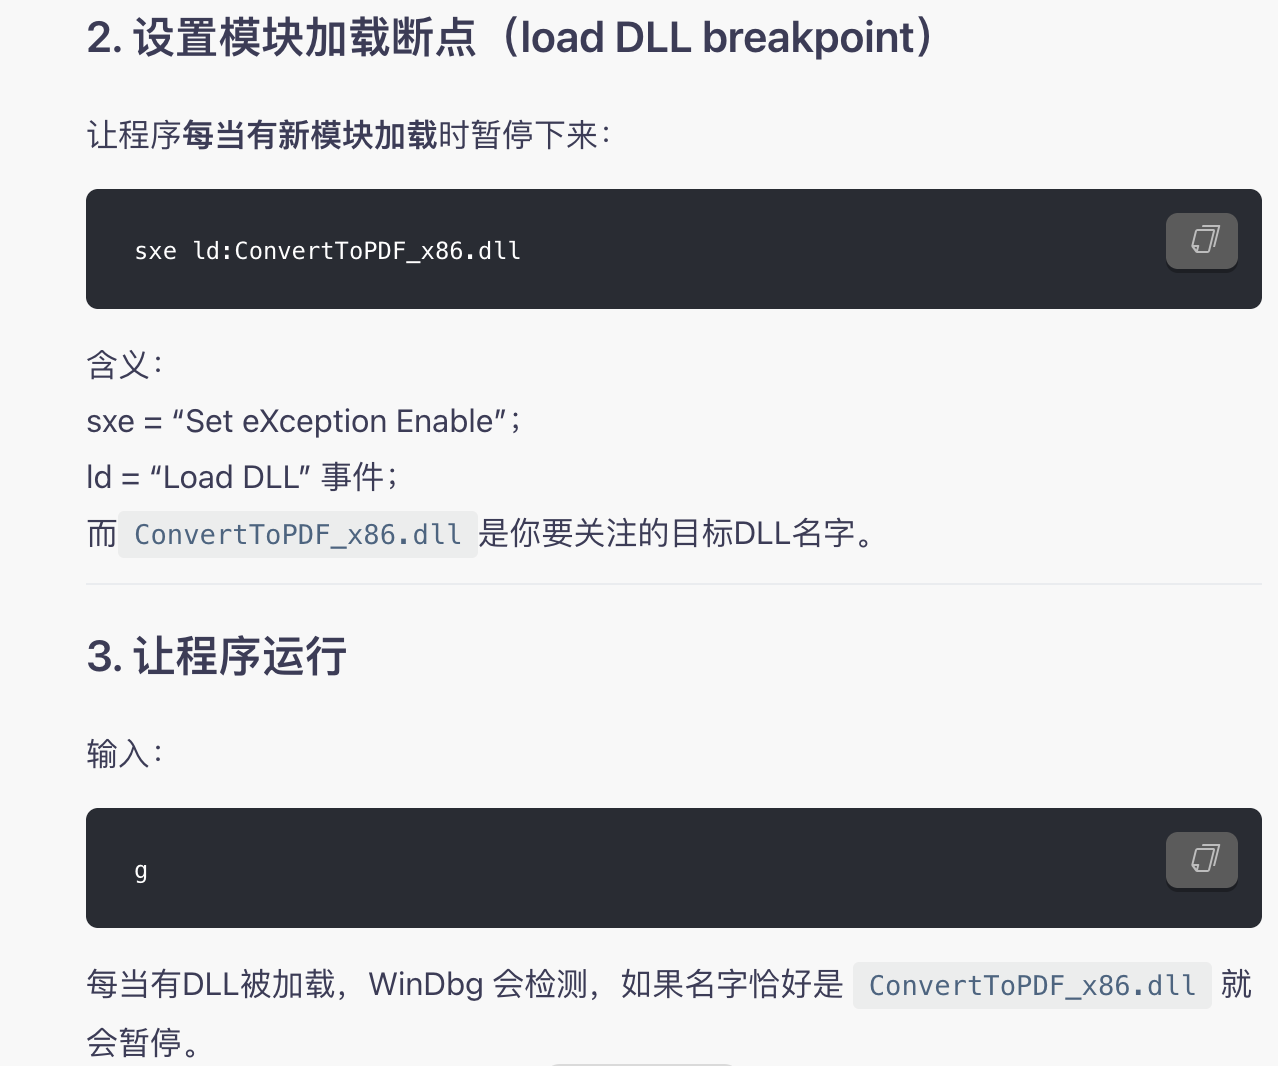 2. 设置模块加载断点（load DLL breakpoint）
让程序每当有新模块加载时暂停下来：
sxe ld:ConvertToPDF_x86.dll
含义：
sxe = “Set eXception Enable”；
ld = “Load DLL” 事件；
而 ConvertToPDF_x86.dll 是你要关注的目标DLL名字。
3. 让程序运行
输入：
g
每当有DLL被加载，WinDbg 会检测，如果名字恰好是 ConvertToPDF_x86.dll 就
会暂停。